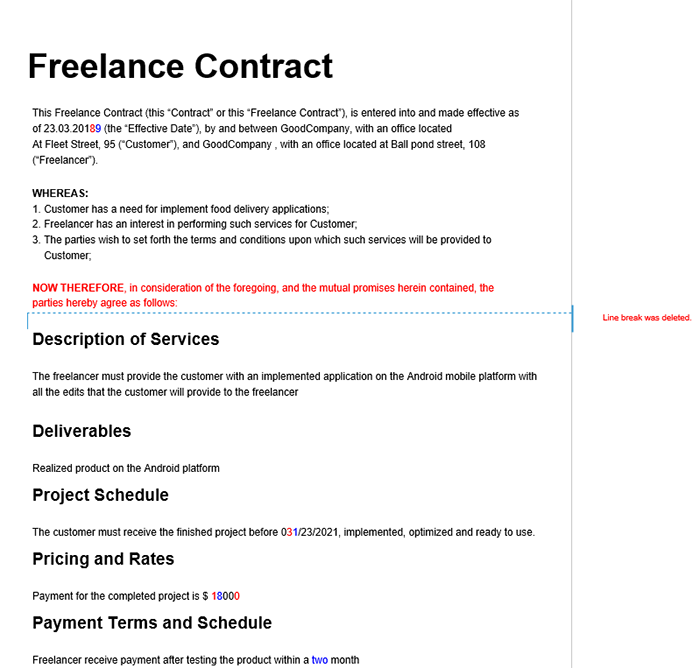 Freelance Contract
This Freelance Contract (this “Contract” or this “Freelance Contract”), is entered into and made effective as
of 23.03.20189 (the “Effective Date”), by and between GoodCompany, with an office located
At Fleet Street, 95 (“Customer”), and GoodCompany , with an office located at Ball pond street, 108
(“Freelancer”).
WHEREAS:
1. Customer has a need for implement food delivery applications;
2. Freelancer has an interest in performing such services for Customer;
3. The parties wish to set forth the terms and conditions upon which such services will be provided to
Customer;
NOW THEREFORE, in consideration of the foregoing, and the mutual promises herein contained, the
parties hereby agree as follows:
Line break was deleted.
Description of Services
The freelancer must provide the customer with an implemented application on the Android mobile platform with
all the edits that the customer will provide to the freelancer
Deliverables
Realized product on the Android platform
Project Schedule
The customer must receive the finished project before 031/23/2021, implemented, optimized and ready to use.
Pricing and Rates
Payment for the completed project is $ 18000
Payment Terms and Schedule
Freelancer receive payment after testing the product within a two month